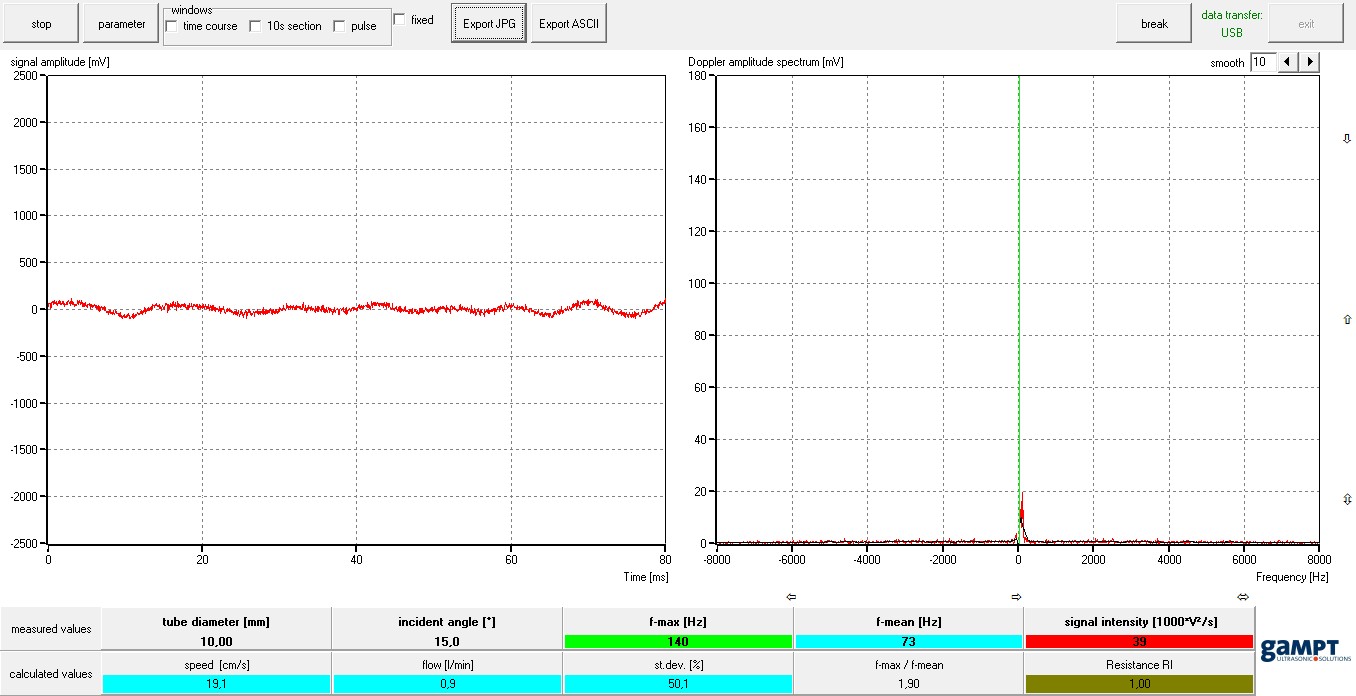 stop parameter windows time course 10s section pulse fixed Export JPG Export ASCII break data transfer: USB exit
signal amplitude [mV]
2500
2000
1500
1000
500
0
-500
-1000
-1500
-2000
-2500
0 20 40 60 80
Time [ms]
Doppler amplitude spectrum [mV] smooth 10
180
160
140
120
100
80
60
40
20
0
-8000 -6000 -4000 -2000 0 2000 4000 6000 8000
Frequency [Hz]
measured values
tube diameter [mm] incident angle [°] f-max [Hz] f-mean [Hz] signal intensity [1000*V²/s]
10,00 15,0 140 73 39
calculated values
speed [cm/s] flow [l/min] st.dev. [%] f-max / f-mean Resistance RI
19,1 0,9 50,1 1,90 1,00
gAMPT
ULTRASONIC SOLUTIONS